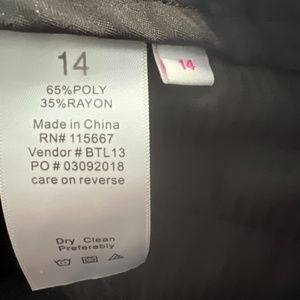 14
65%POLY
35%RAYON
Made in China
RN# 115667
Vendor # BTL13
PO # 03092018
care on reverse
Dry Clean
Preferably
14